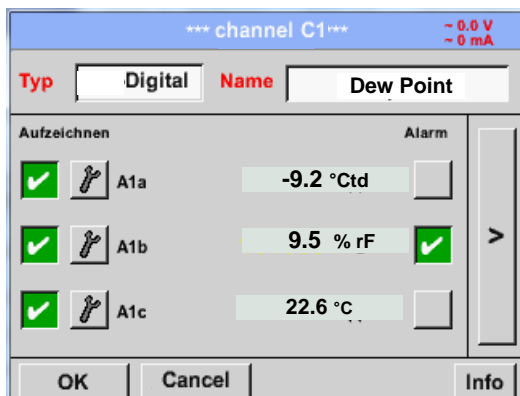 *** channel C1 ***
~ 0.0 V
~ 0 mA
Typ Digital Name Dew Point
Aufzeichnen Alarm
A1a -9.2 °Ctd
A1b 9.5 % rF
>
A1c 22.6 °C
OK Cancel Info